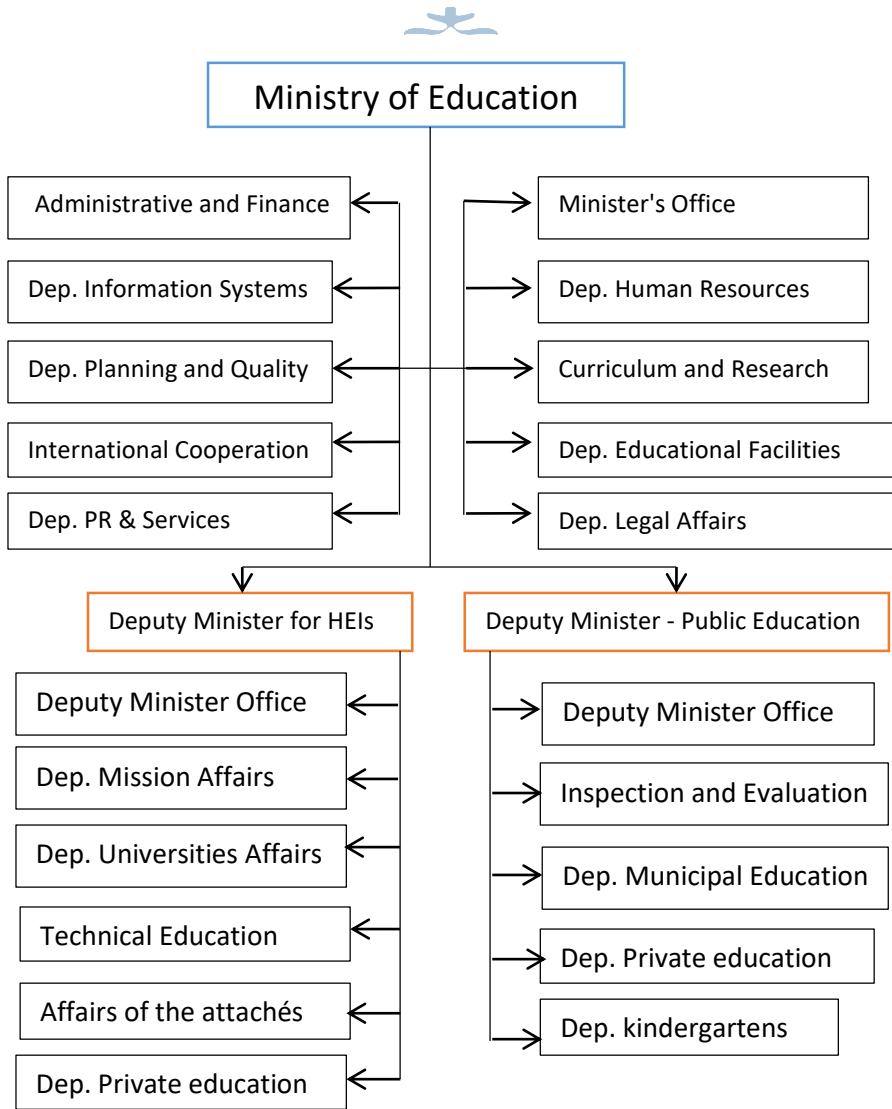 Ministry of Education
Administrative and Finance
Minister's Office
Dep. Information Systems
Dep. Human Resources
Dep. Planning and Quality
Curriculum and Research
International Cooperation
Dep. Educational Facilities
Dep. PR & Services
Dep. Legal Affairs
Deputy Minister for HEIs
Deputy Minister - Public Education
Deputy Minister Office
Dep. Mission Affairs
Dep. Universities Affairs
Technical Education
Affairs of the attachés
Dep. Private education
Deputy Minister Office
Inspection and Evaluation
Dep. Municipal Education
Dep. Private education
Dep. kindergartens